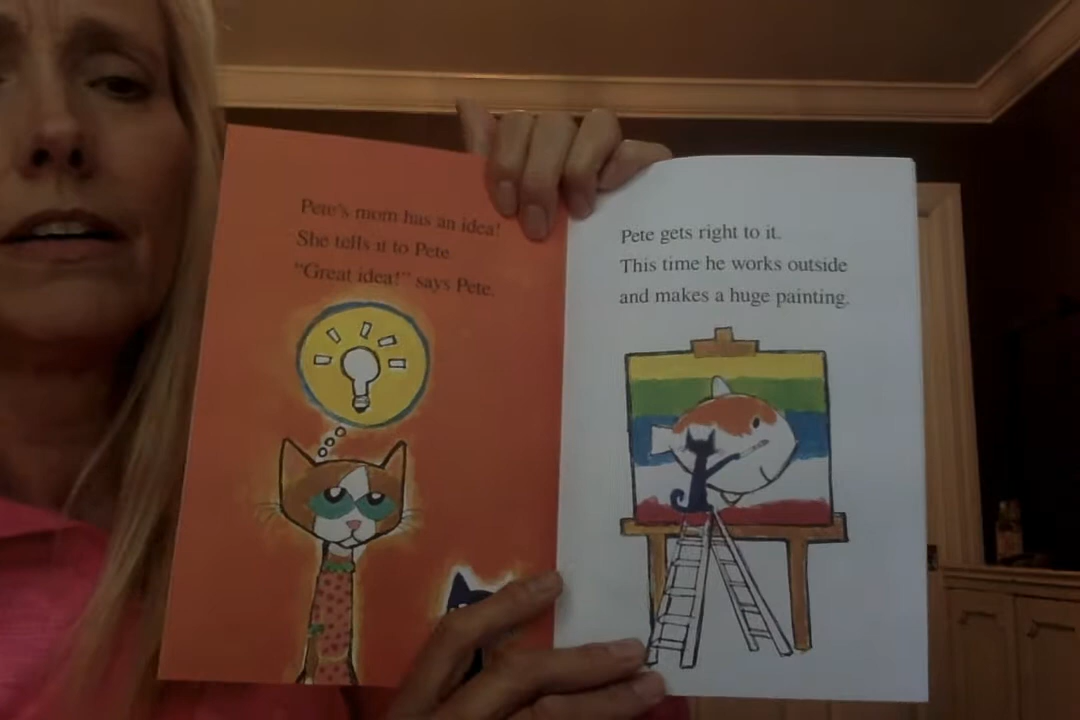 Pete's mom has an idea!
She tells it to Pete.
"Great idea!" says Pete.
Pete gets right to it.
This time he works outside
and makes a huge painting.